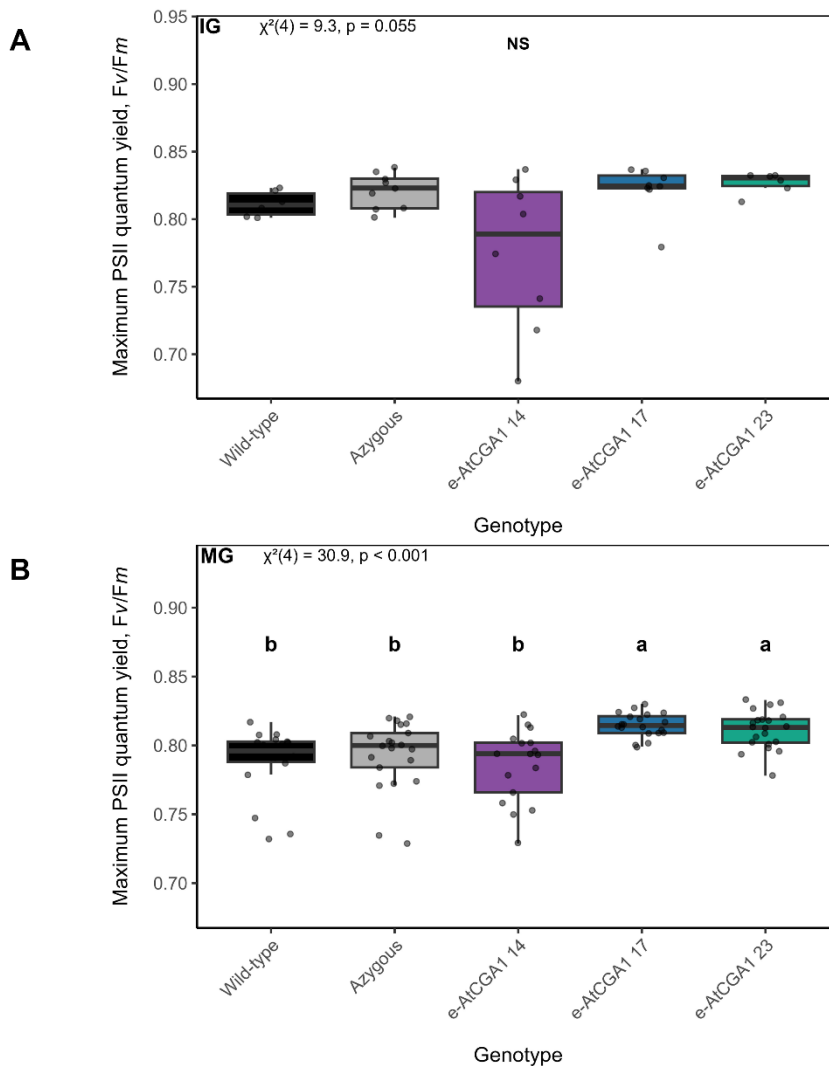 A
IG χ²(4) = 9.3, p = 0.055
NS
Maximum PSII quantum yield, Fv/Fm
0.95
0.90
0.85
0.80
0.75
0.70
Wild-type
Azygous
e-AtCGA1 14
e-AtCGA1 17
e-AtCGA1 23
Genotype
B
MG χ²(4) = 30.9, p < 0.001
b b b a a
Maximum PSII quantum yield, Fv/Fm
0.90
0.85
0.80
0.75
0.70
Wild-type
Azygous
e-AtCGA1 14
e-AtCGA1 17
e-AtCGA1 23
Genotype